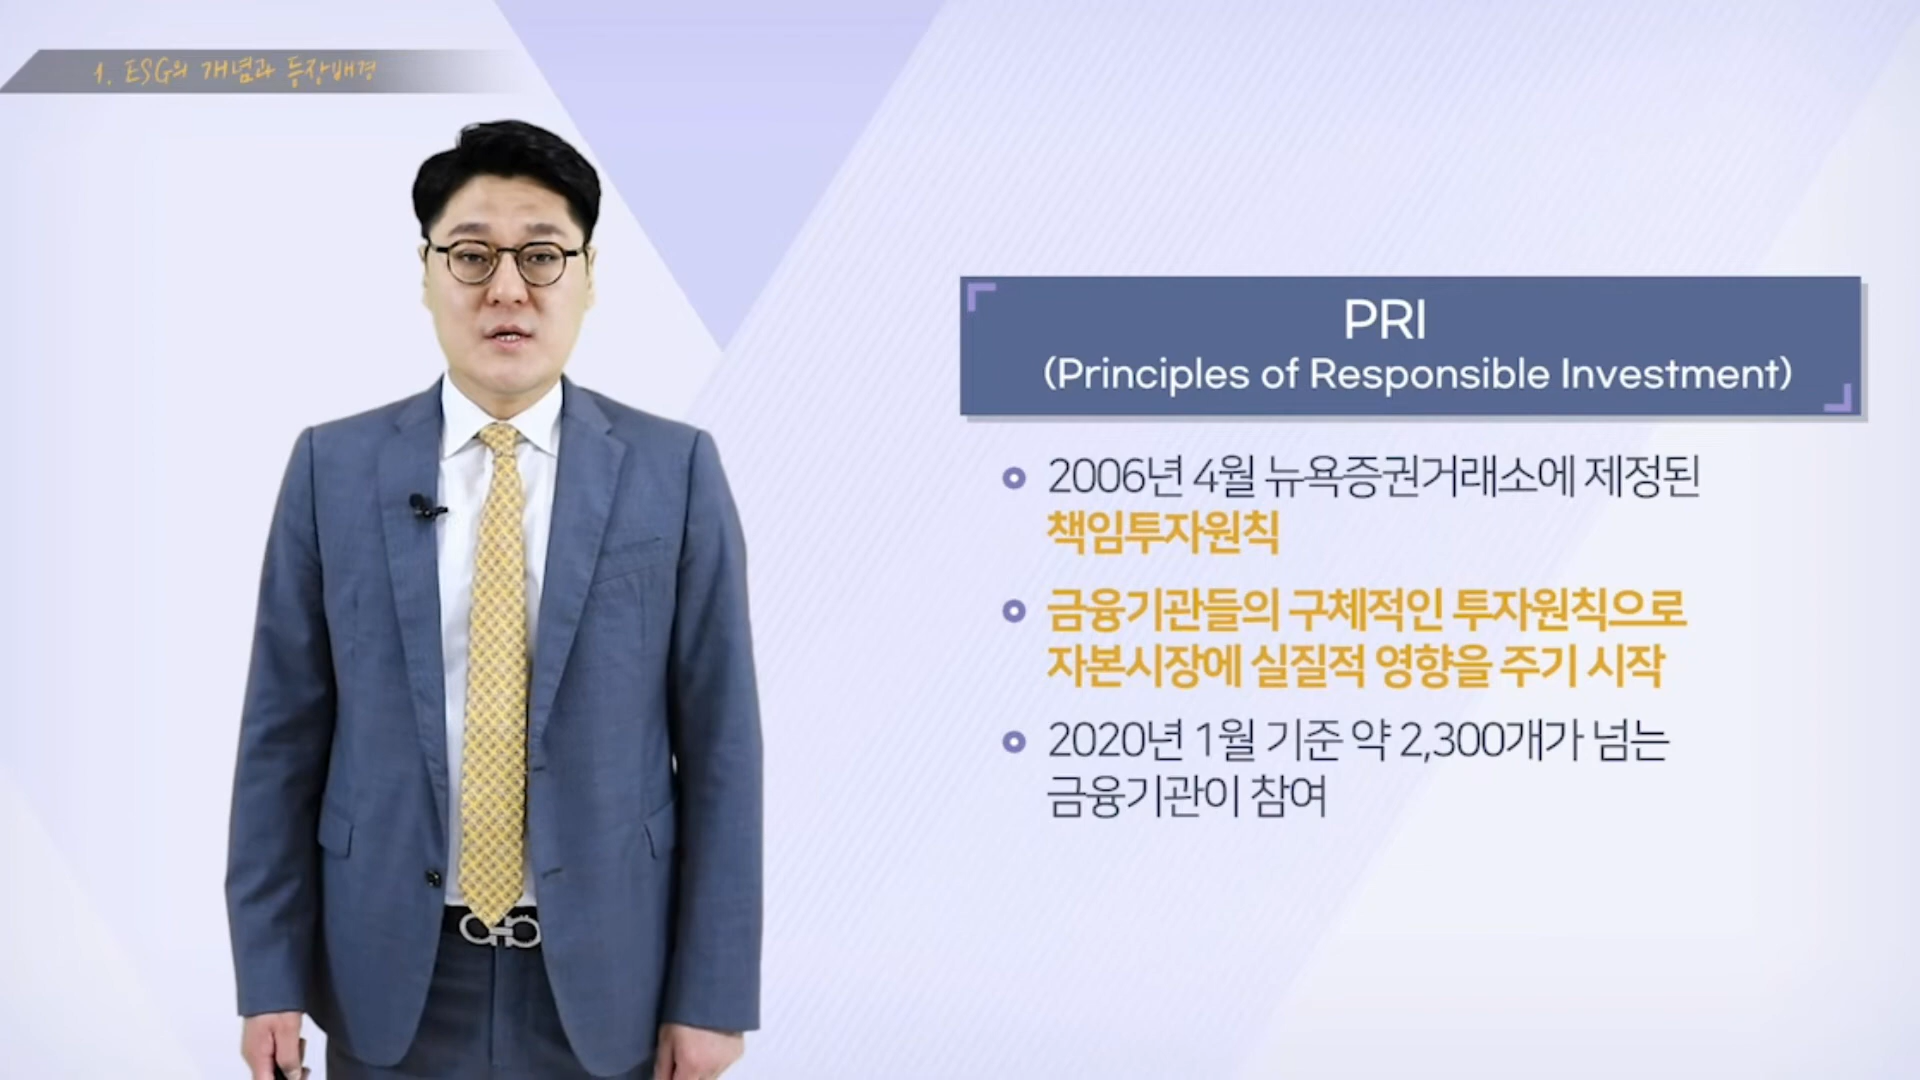 1. ESG의 개념과 등장배경
PRI
(Principles of Responsible Investment)
2006년 4월 뉴욕증권거래소에 제정된
책임투자원칙
금융기관들의 구체적인 투자원칙으로
자본시장에 실질적 영향을 주기 시작
2020년 1월 기준 약 2,300개가 넘는
금융기관이 참여